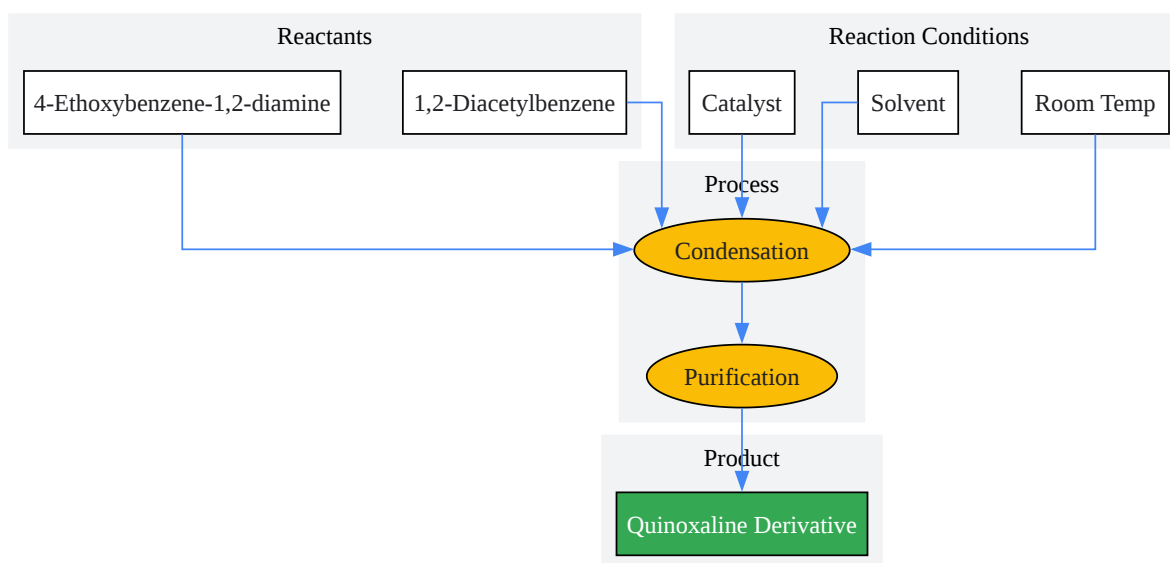 Reactants
Reaction Conditions
4-Ethoxybenzene-1,2-diamine
1,2-Diacetylbenzene
Catalyst
Solvent
Room Temp
Process
Condensation
Purification
Product
Quinoxaline Derivative